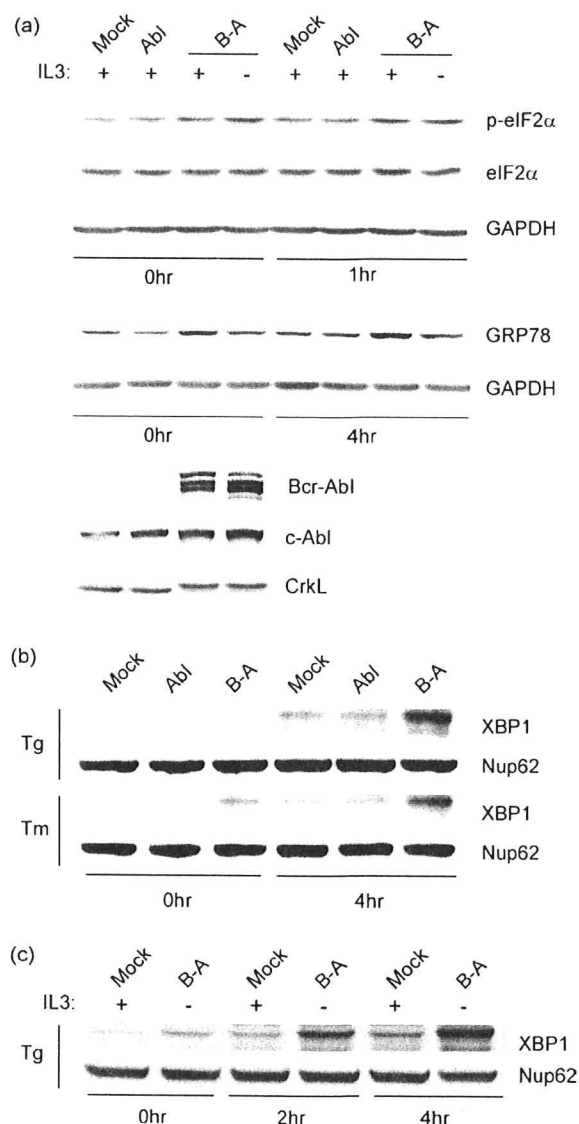 (a)
Mock Abl B-A Mock Abl B-A
IL3: + + + - + + + -
p-eIF2α
eIF2α
GAPDH
0hr 1hr
GRP78
GAPDH
0hr 4hr
Bcr-Abl
c-Abl
CrkL
(b)
Mock Abl B-A Mock Abl B-A
Tg XBP1
Nup62
Tm XBP1
Nup62
0hr 4hr
(c)
Mock B-A Mock B-A Mock B-A
IL3: + - + - + -
Tg XBP1
Nup62
0hr 2hr 4hr